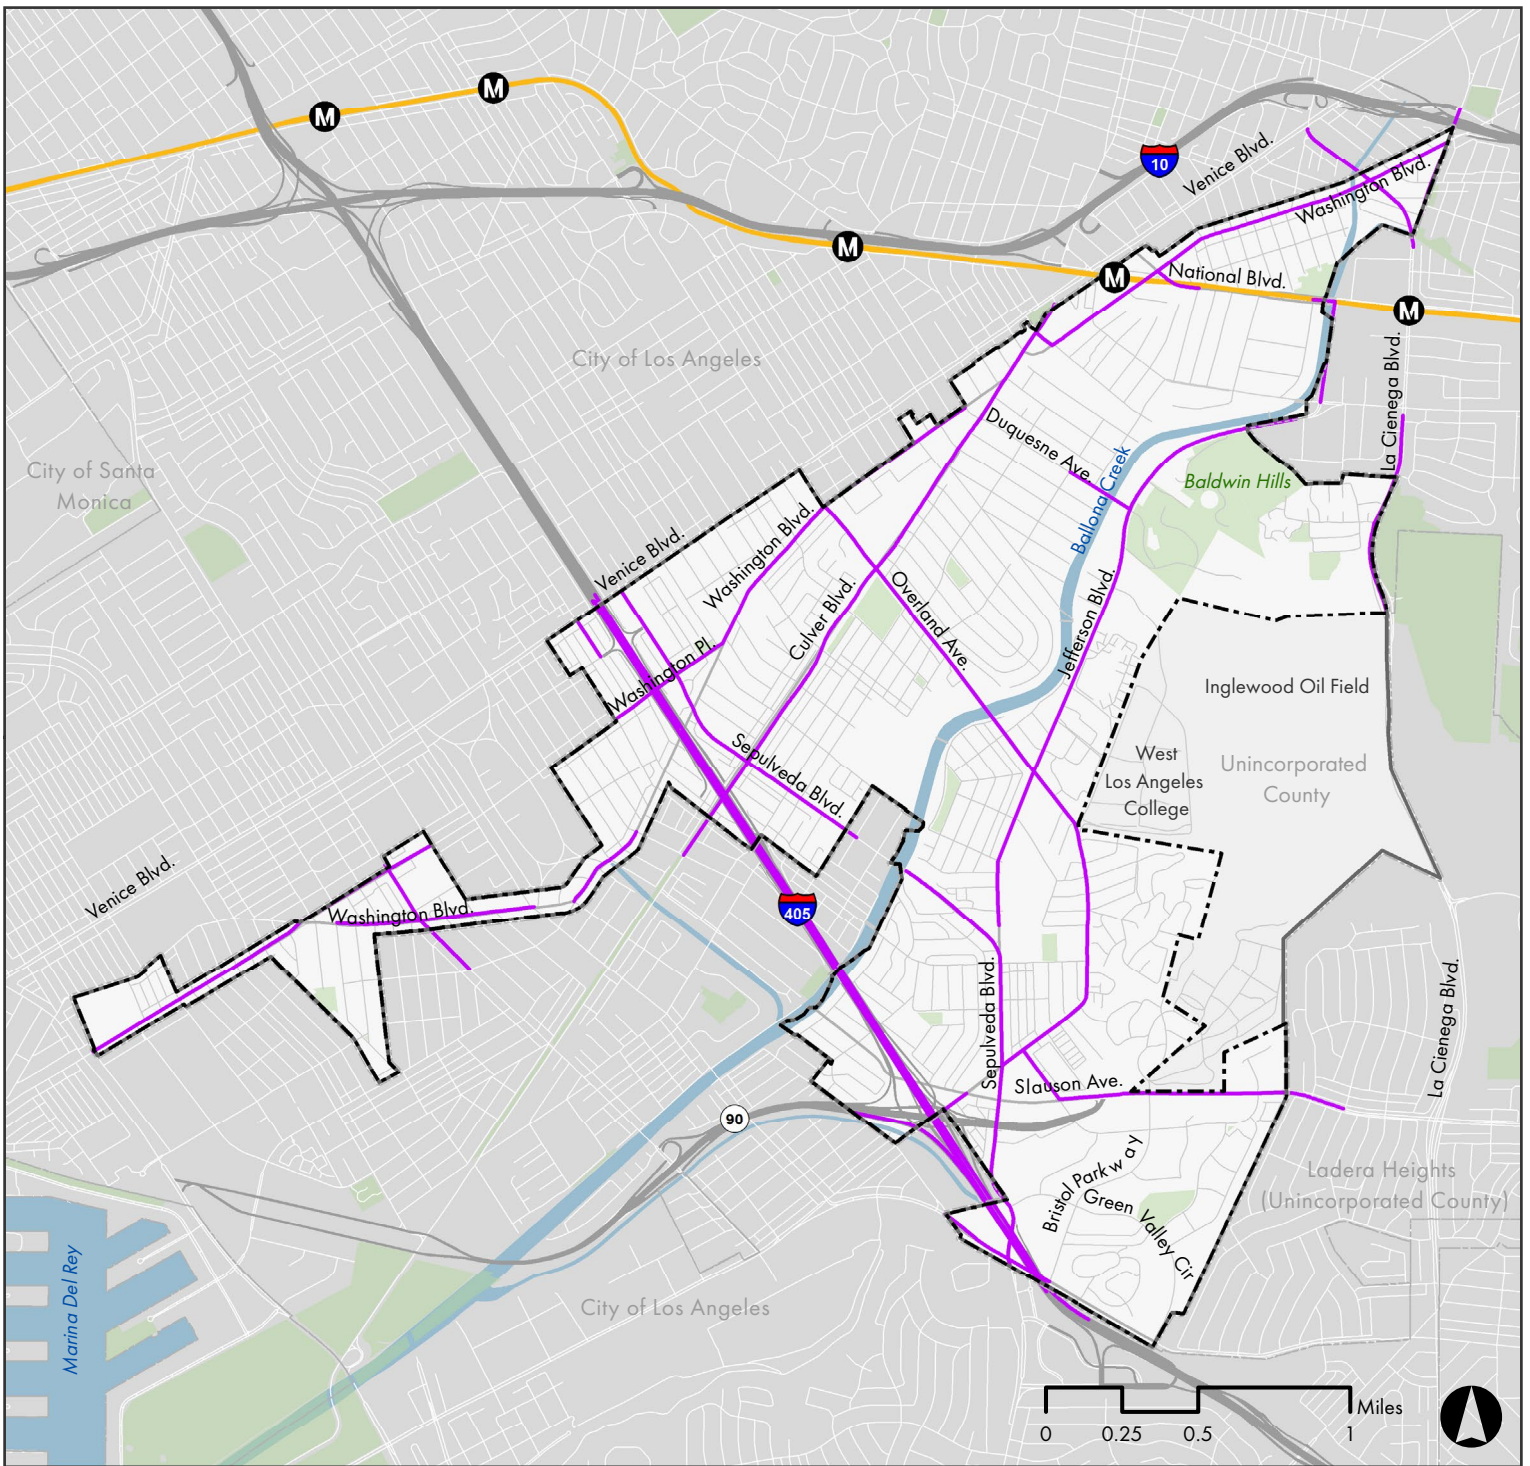 M
M
10
Venice Blvd.
Washington Blvd.
M
M
National Blvd.
M
City of Los Angeles
La Cienega Blvd.
Duquesne Ave.
City of Santa
Monica
Ballona Creek
Baldwin Hills
Venice Blvd.
Washington Blvd.
Culver Blvd.
Overland Ave.
Jefferson Blvd.
Washington Pl.
Inglewood Oil Field
Sepulveda Blvd.
West
Los Angeles
College
Unincorporated
County
Venice Blvd.
Washington Blvd.
405
Sepulveda Blvd.
La Cienega Blvd.
Slauson Ave.
90
Bristol Parkway
Green Valley Cir
Ladera Heights
(Unincorporated County)
Marina Del Rey
City of Los Angeles
Miles
0 0.25 0.5 1